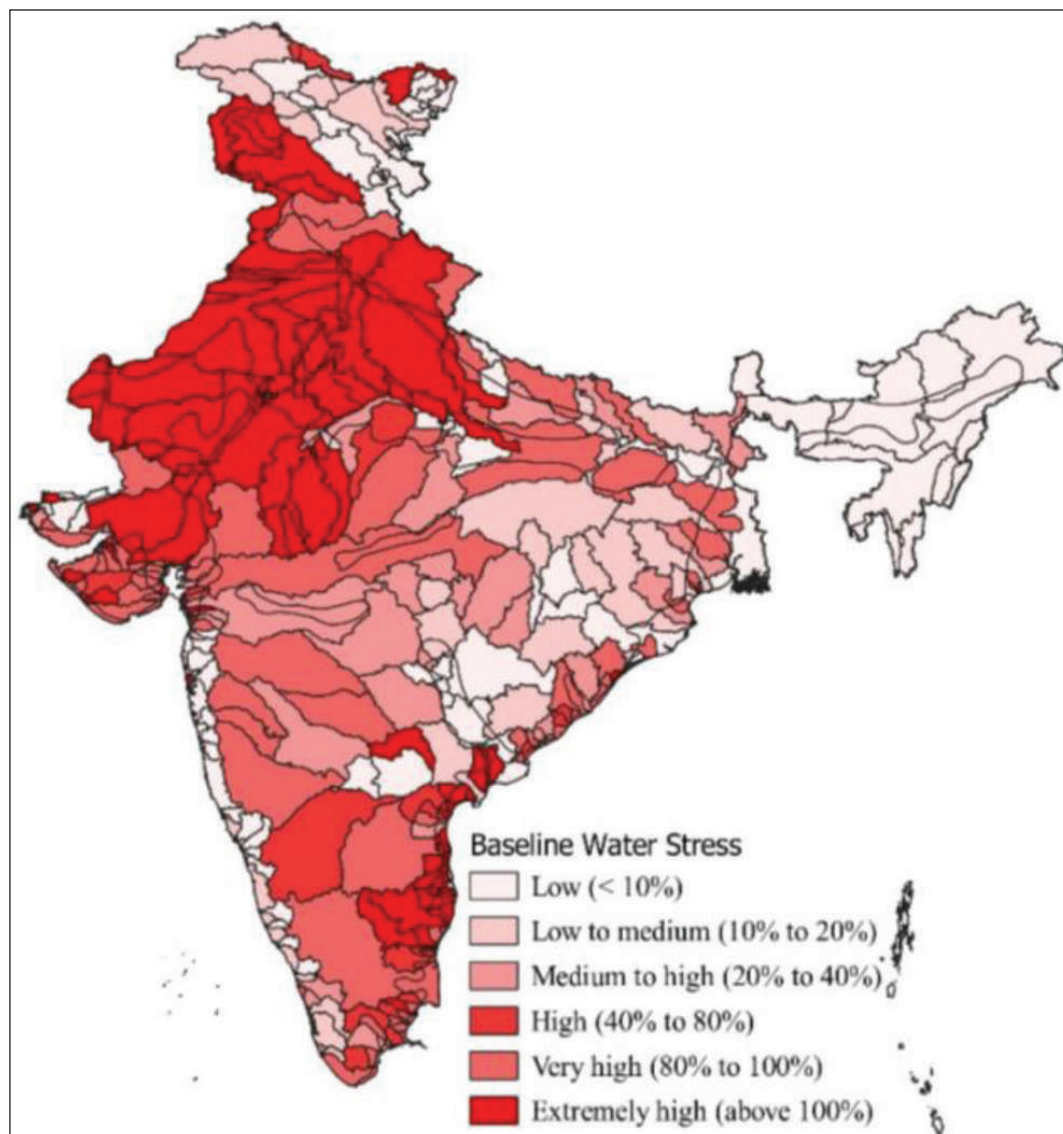 Baseline Water Stress
Low (< 10%)
Low to medium (10% to 20%)
Medium to high (20% to 40%)
High (40% to 80%)
Very high (80% to 100%)
Extremely high (above 100%)